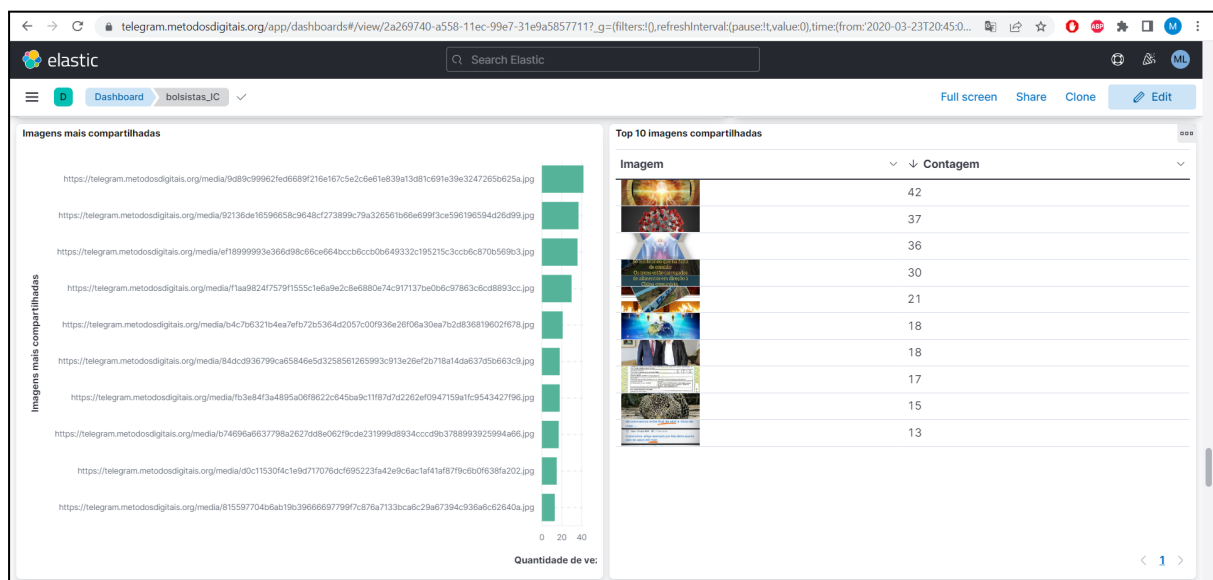 telegram.metodosdigitais.org/app/dashboards#/view/2a269740-a558-11ec-99e7-31e9a5857711?_g=(filters:!(),refreshInterval:(pause:!t,value:0),time:(from:'2020-03-23T20:45:0...
ABP
M
elastic
Search Elastic
ML
D
Dashboard
bolsistas_IC
Full screen
Share
Clone
Edit
Imagens mais compartilhadas
https://telegram.metodosdigitais.org/media/9d89c99962fed6689f216e167c5e2c6e61e839a13d81c691e39e3247265b625a.jpg
https://telegram.metodosdigitais.org/media/92136de16596658c9648cf273899c79a326561b66e699f3ce596196594d26d99.jpg
https://telegram.metodosdigitais.org/media/ef18999993e366d98c66ce664bccb6ccb0b649332c195215c3ccb6c870b569b3.jpg
https://telegram.metodosdigitais.org/media/f1aa9824f7579f1555c1e6a9e2c8e6880e74c917137be0b6c97863c6cd8893cc.jpg
https://telegram.metodosdigitais.org/media/b4c7b6321b4ea7efb72b5364d2057c00f936e26f06a30ea7b2d836819602f678.jpg
https://telegram.metodosdigitais.org/media/84dcd936799ca65846e5d3258561265993c913e26ef2b718a14da637d5b663c9.jpg
https://telegram.metodosdigitais.org/media/fb3e84f3a4895a06f8622c645ba9c11f87d7d2262ef0947159a1fc9543427f96.jpg
https://telegram.metodosdigitais.org/media/b74696a6637798a2627dd8e062f9cde231999d8934cccd9b3788993925994a66.jpg
https://telegram.metodosdigitais.org/media/d0c11530f4c1e9d717076dcf695223fa42e9c6ac1af41af87f9c6b0f638fa202.jpg
https://telegram.metodosdigitais.org/media/815597704b6ab19b39666697799f7c876a7133bca6c29a67394c936a6c62640a.jpg
Imagens mais compartilhadas
0 20 40
Quantidade de ve:
Top 10 imagens compartilhadas
Imagem
Contagem
42
37
36
30
21
18
18
17
15
13
1